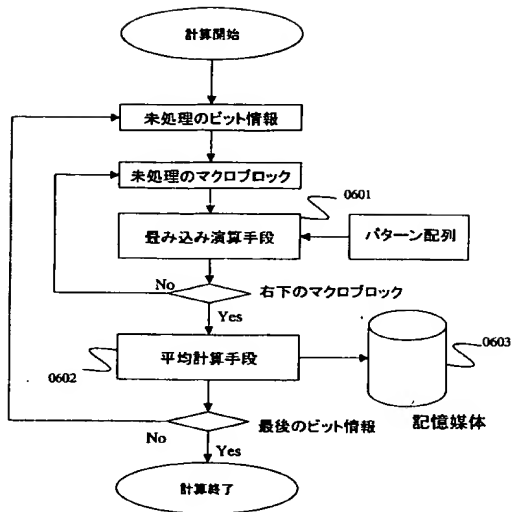 計算開始
未処理のビット情報
未処理のマクロブロック
0601
畳み込み演算手段
パターン配列
No
右下のマクロブロック
Yes
平均計算手段
0603
0602
記憶媒体
最後のビット情報
No
Yes
計算終了